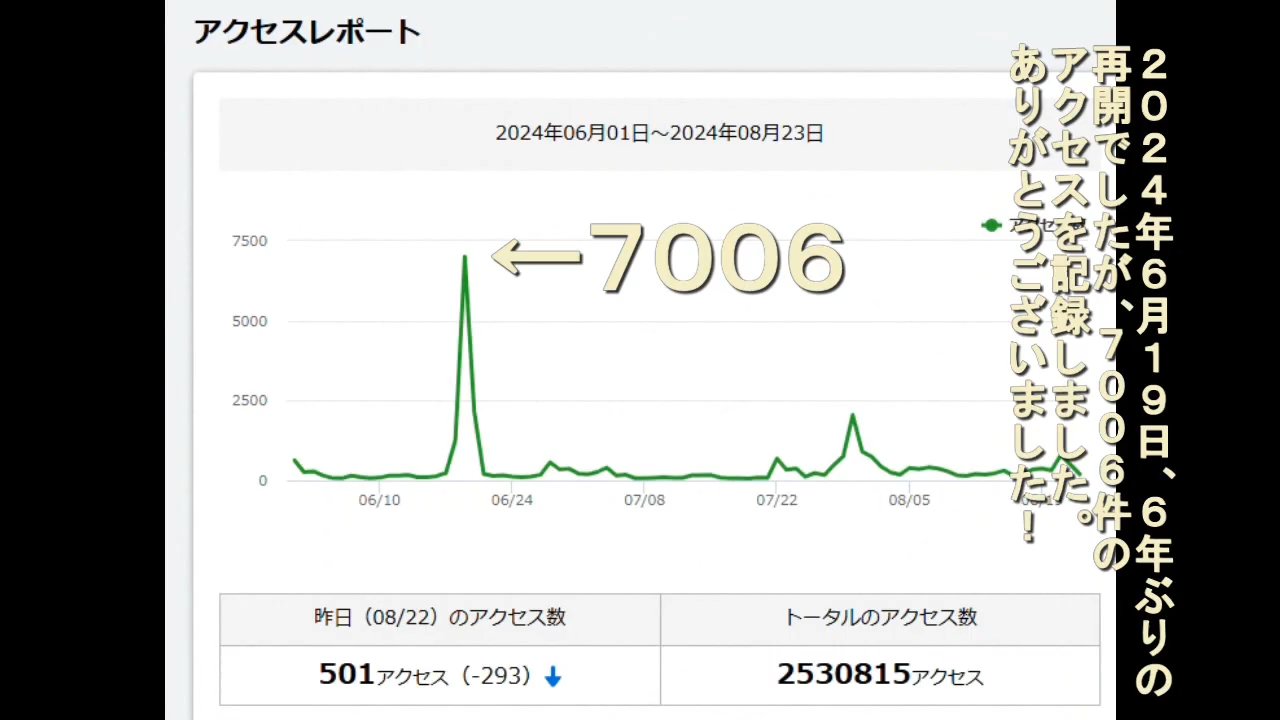 アクセスレポート
2024年06月01日～2024年08月23日
7500
5000
2500
0
←7006
06/10
06/24
07/08
07/22
08/05
２０２４年６月１９日、６年ぶりの
再開でしたが、７００６件の
アクセスを記録しました。
ありがとうございました！
昨日（08/22）のアクセス数
トータルのアクセス数
501アクセス（-293）
2530815アクセス